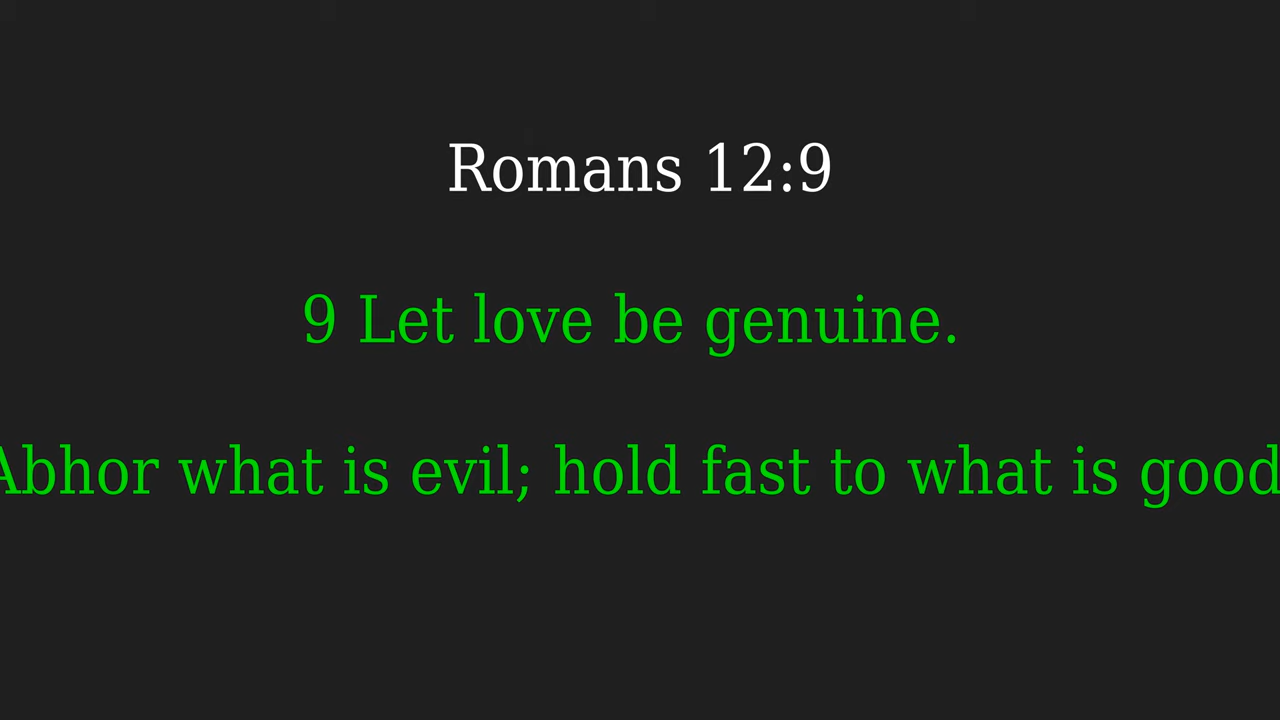 Romans 12:9
9 Let love be genuine.
Abhor what is evil; hold fast to what is good